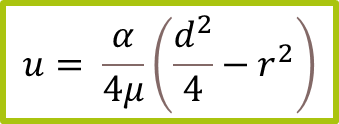 u = α/4μ (d²/4 − r²)